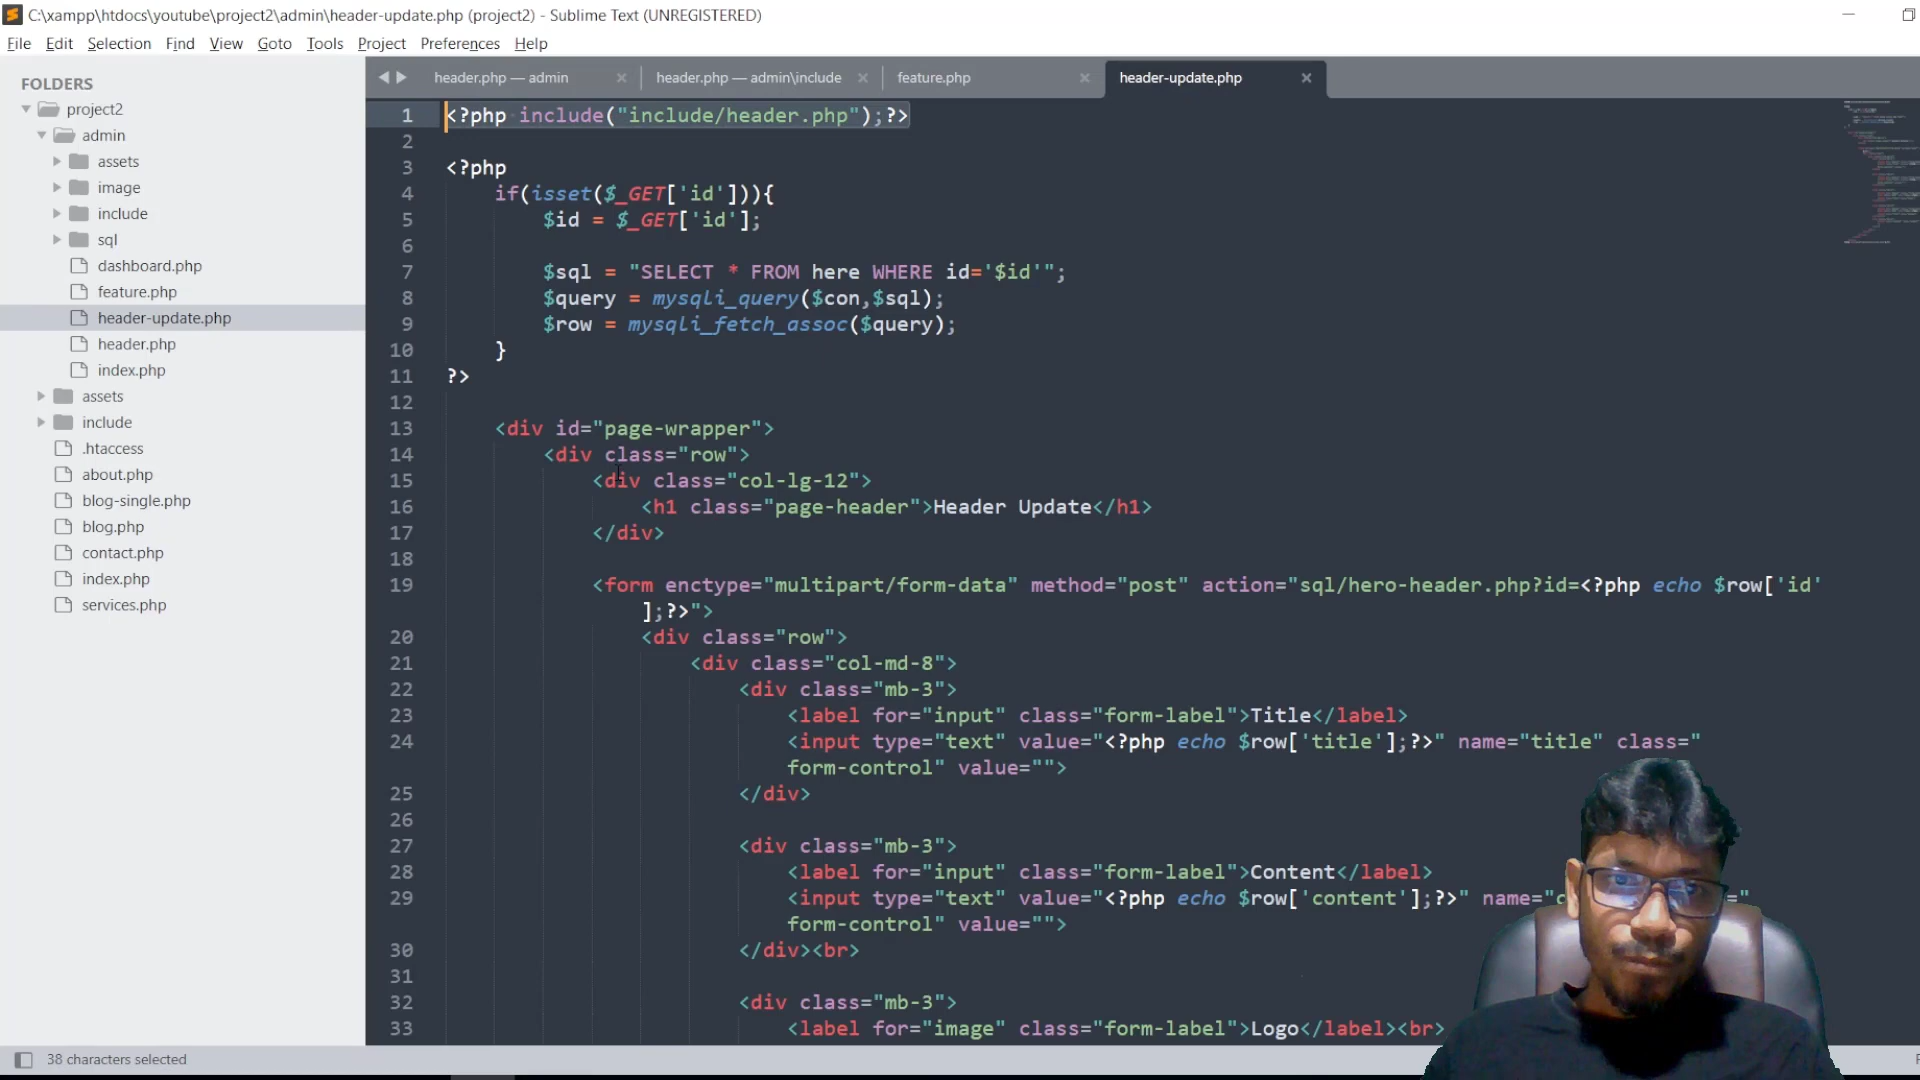 C:\xampp\htdocs\youtube\project2\admin\header-update.php (project2) - Sublime Text (UNREGISTERED)
File Edit Selection Find View Goto Tools Project Preferences Help
FOLDERS
project2
admin
assets
image
include
sql
dashboard.php
feature.php
header-update.php
header.php
index.php
assets
include
.htaccess
about.php
blog-single.php
blog.php
contact.php
index.php
services.php
header.php — admin header.php — admin\include feature.php header-update.php
1 <?php include("include/header.php");?>
2
3 <?php
4 if(isset($_GET['id'])){
5 $id = $_GET['id'];
6
7 $sql = "SELECT * FROM here WHERE id='$id'";
8 $query = mysqli_query($con,$sql);
9 $row = mysqli_fetch_assoc($query);
10 }
11 ?>
12
13 <div id="page-wrapper">
14 <div class="row">
15 <div class="col-lg-12">
16 <h1 class="page-header">Header Update</h1>
17 </div>
18
19 <form enctype="multipart/form-data" method="post" action="sql/hero-header.php?id=<?php echo $row['id'
];?>">
20 <div class="row">
21 <div class="col-md-8">
22 <div class="mb-3">
23 <label for="input" class="form-label">Title</label>
24 <input type="text" value="<?php echo $row['title'];?>" name="title" class="
form-control" value="">
25 </div>
26
27 <div class="mb-3">
28 <label for="input" class="form-label">Content</label>
29 <input type="text" value="<?php echo $row['content'];?>" name=
form-control" value="">
30 </div><br>
31
32 <div class="mb-3">
33 <label for="image" class="form-label">Logo</label><br>
38 characters selected